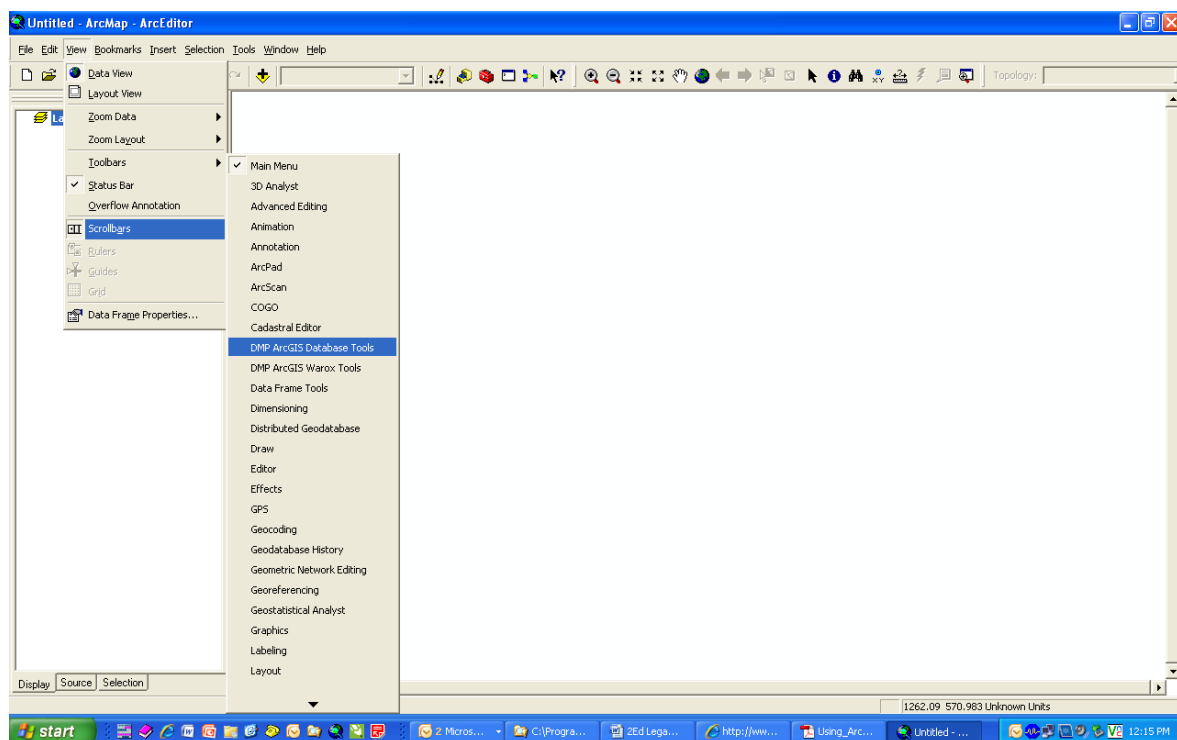 Untitled - ArcMap - ArcEditor
File Edit View Bookmarks Insert Selection Tools Window Help
Topology:
Data View
Layout View
Zoom Data
Zoom Layout
Toolbars
Status Bar
Overflow Annotation
Scrollbars
Rulers
Guides
Grid
Data Frame Properties...
La
Main Menu
3D Analyst
Advanced Editing
Animation
Annotation
ArcPad
ArcScan
COGO
Cadastral Editor
DMP ArcGIS Database Tools
DMP ArcGIS Warox Tools
Data Frame Tools
Dimensioning
Distributed Geodatabase
Draw
Editor
Effects
GPS
Geocoding
Geodatabase History
Geometric Network Editing
Georeferencing
Geostatistical Analyst
Graphics
Labeling
Layout
Display Source Selection
1262.09 570.983 Unknown Units
start 2 Micros... C:\Progra... 2Ed Lega... http://ww... Using_Arc... Untitled - ... 12:15 PM